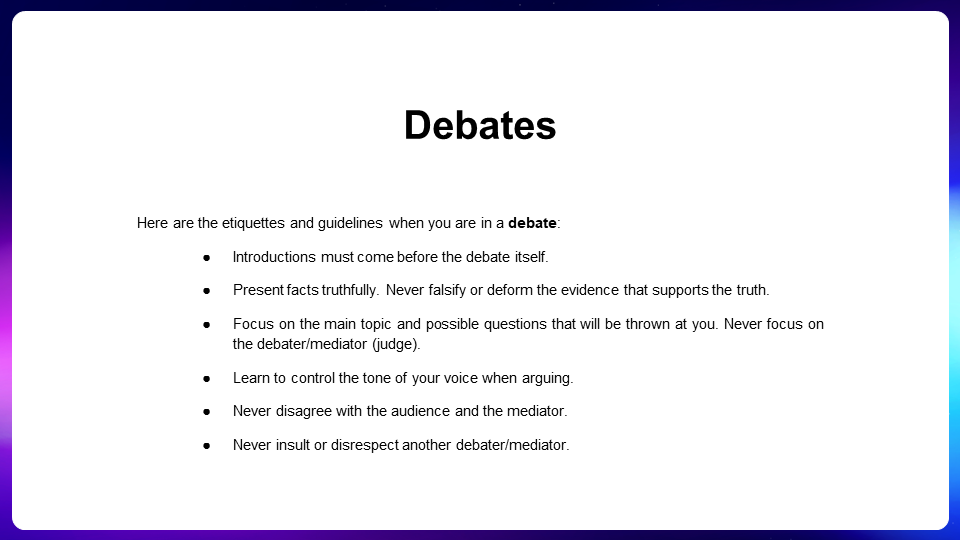 Debates
Here are the etiquettes and guidelines when you are in a debate:
● Introductions must come before the debate itself.
● Present facts truthfully. Never falsify or deform the evidence that supports the truth.
● Focus on the main topic and possible questions that will be thrown at you. Never focus on
the debater/mediator (judge).
● Learn to control the tone of your voice when arguing.
● Never disagree with the audience and the mediator.
● Never insult or disrespect another debater/mediator.